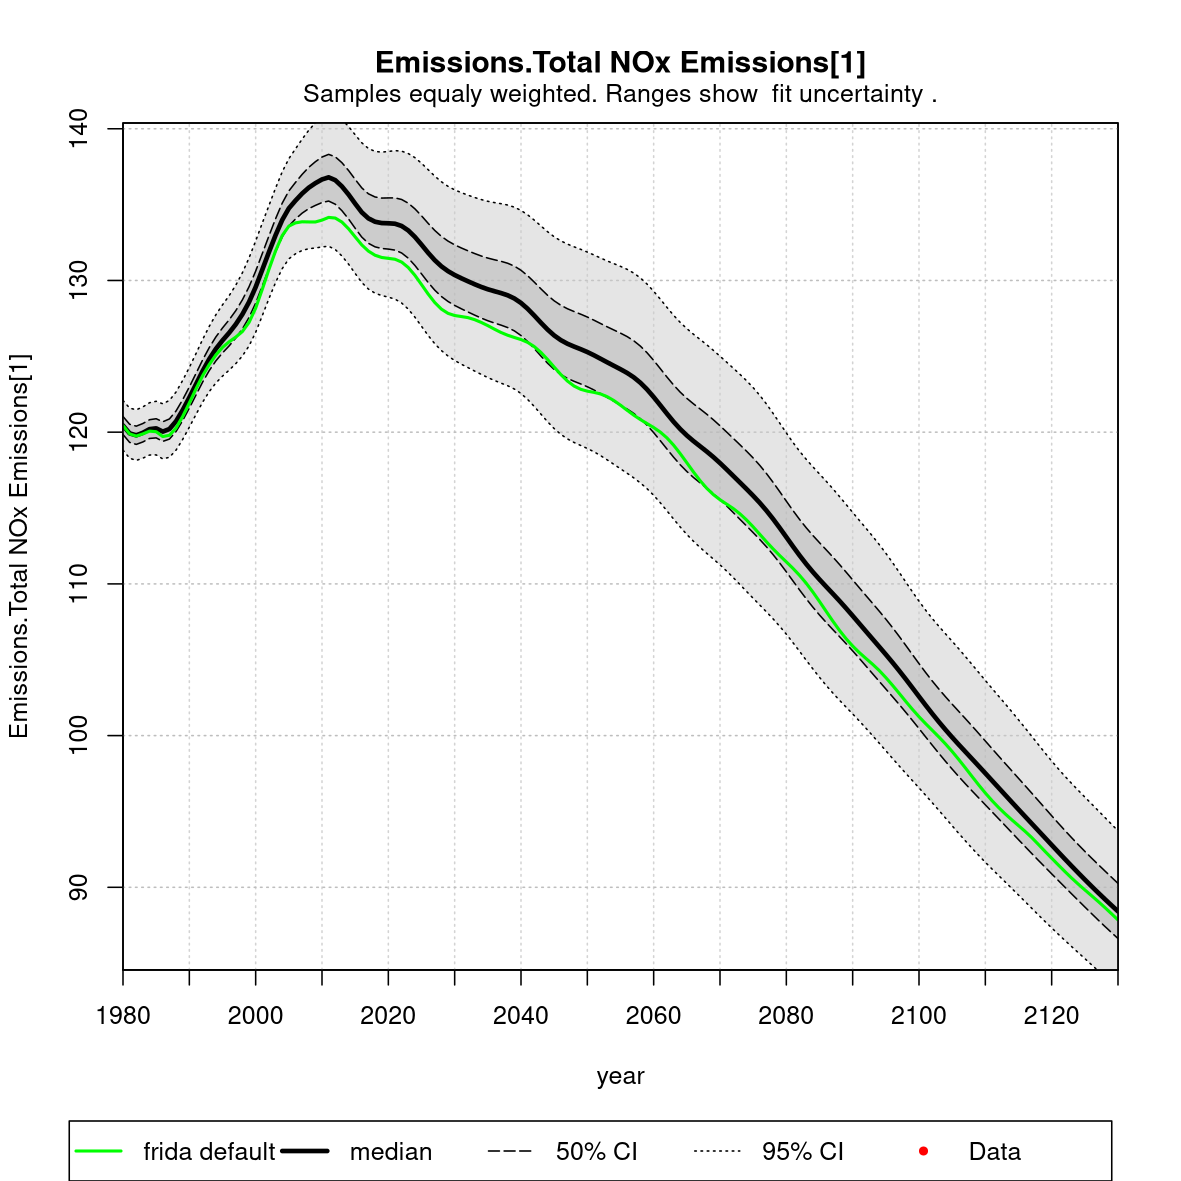 Emissions.Total NOx Emissions[1]
Samples equaly weighted. Ranges show  fit uncertainty .
Emissions.Total NOx Emissions[1]
140
130
120
110
100
90
1980 2000 2020 2040 2060 2080 2100 2120
year
frida default median 50% CI 95% CI Data